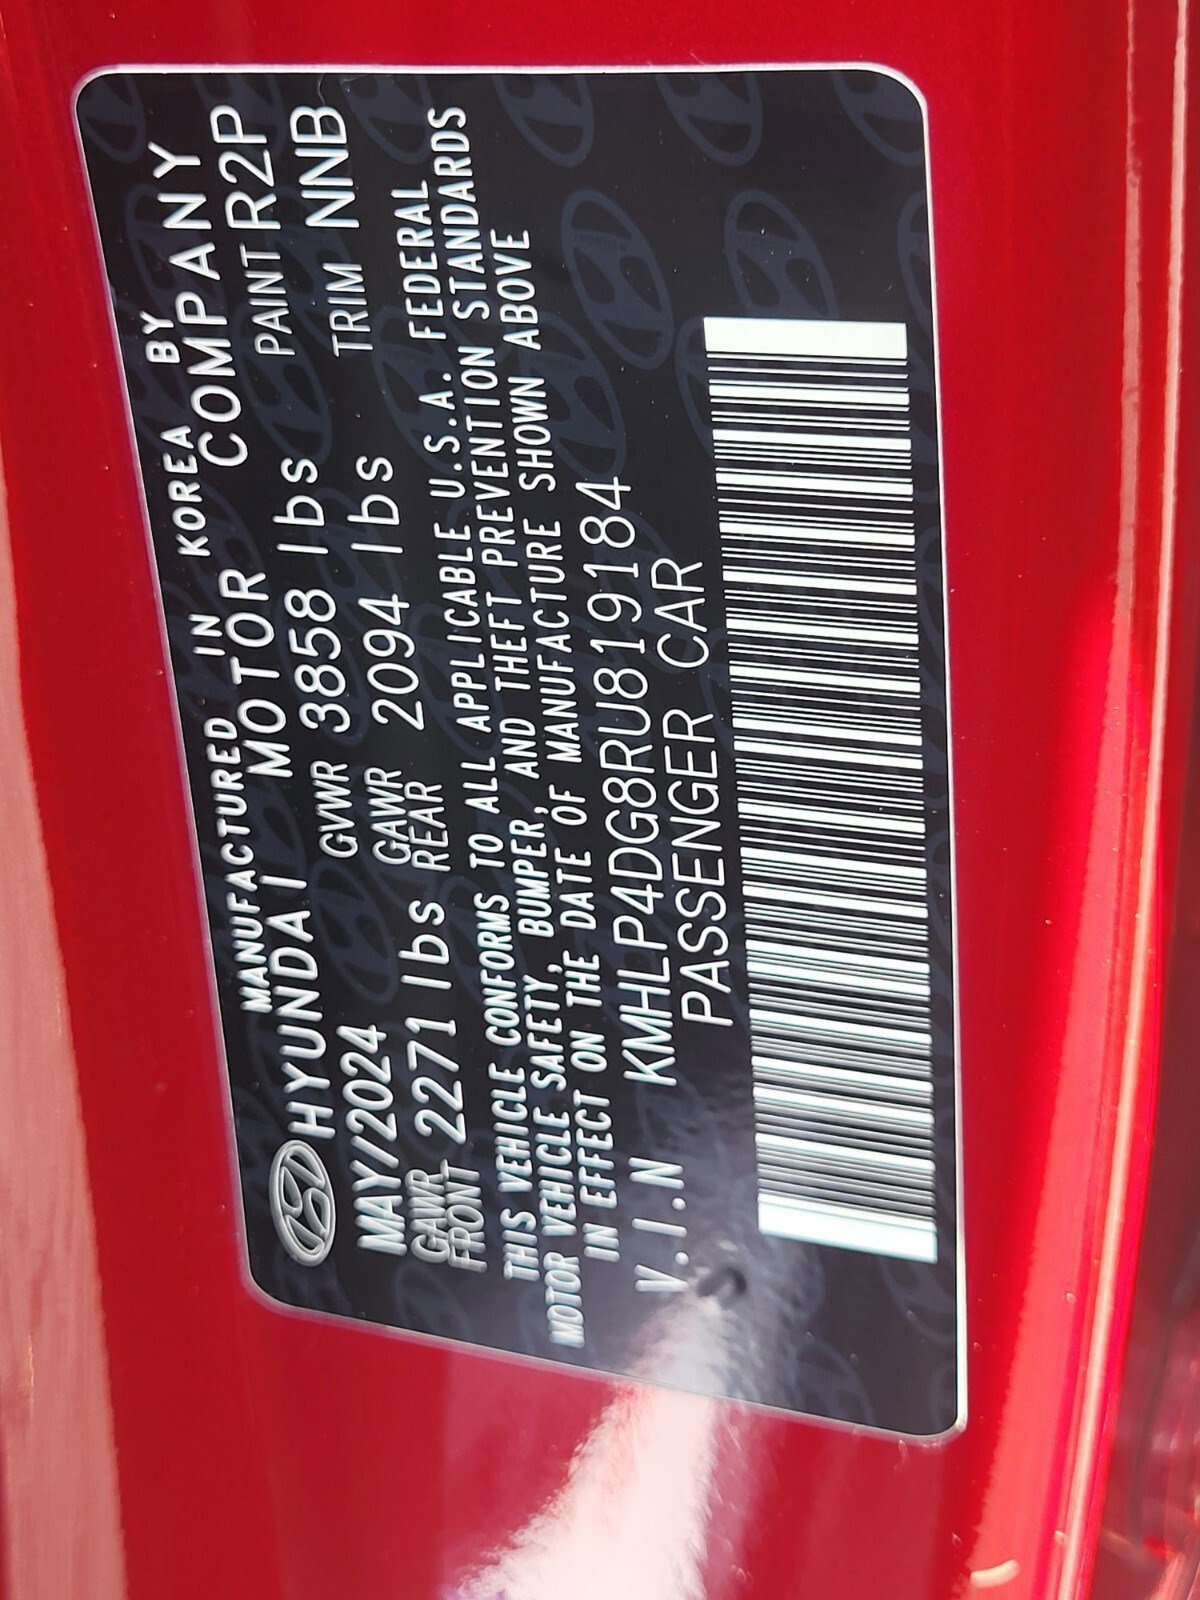 MANUFACTURED IN KOREA BY
HYUNDAI MOTOR COMPANY
MAY/2024 GVWR 3858 lbs PAINT R2P
GAWR FRONT 2271 lbs GAWR REAR 2094 lbs TRIM NNB
THIS VEHICLE CONFORMS TO ALL APPLICABLE U.S.A. FEDERAL
MOTOR VEHICLE SAFETY, BUMPER, AND THEFT PREVENTION STANDARDS
IN EFFECT ON THE DATE OF MANUFACTURE SHOWN ABOVE
V.I.N KMHLP4DG8RU819184
PASSENGER CAR